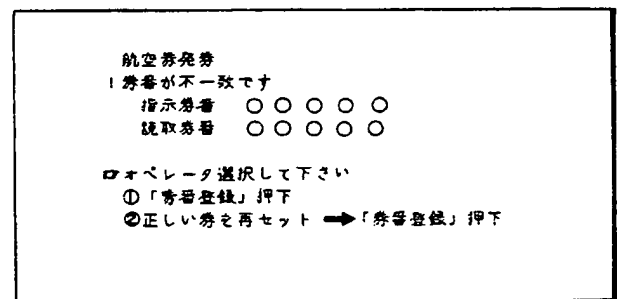 航空券発券
!券番が不一致です
指示券番 ○○○○○
読取券番 ○○○○○
ロオペレータ選択して下さい
①「券番登録」押下
②正しい券を再セット ➡「券番登録」押下